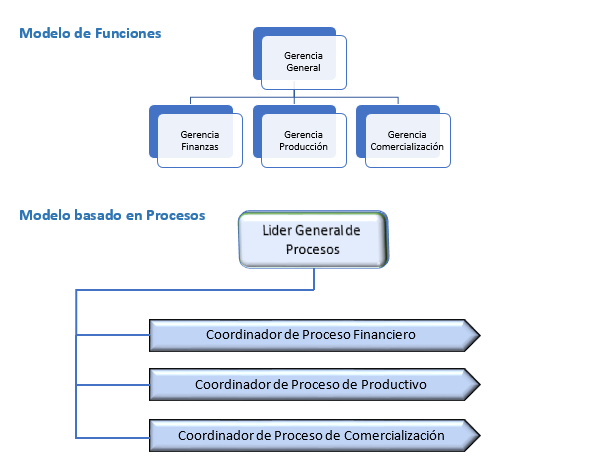 Modelo de Funciones
Gerencia
General
Gerencia
Finanzas
Gerencia
Producción
Gerencia
Comercialización
Modelo basado en Procesos
Lider General de
Procesos
Coordinador de Proceso Financiero
Coordinador de Proceso de Productivo
Coordinador de Proceso de Comercialización